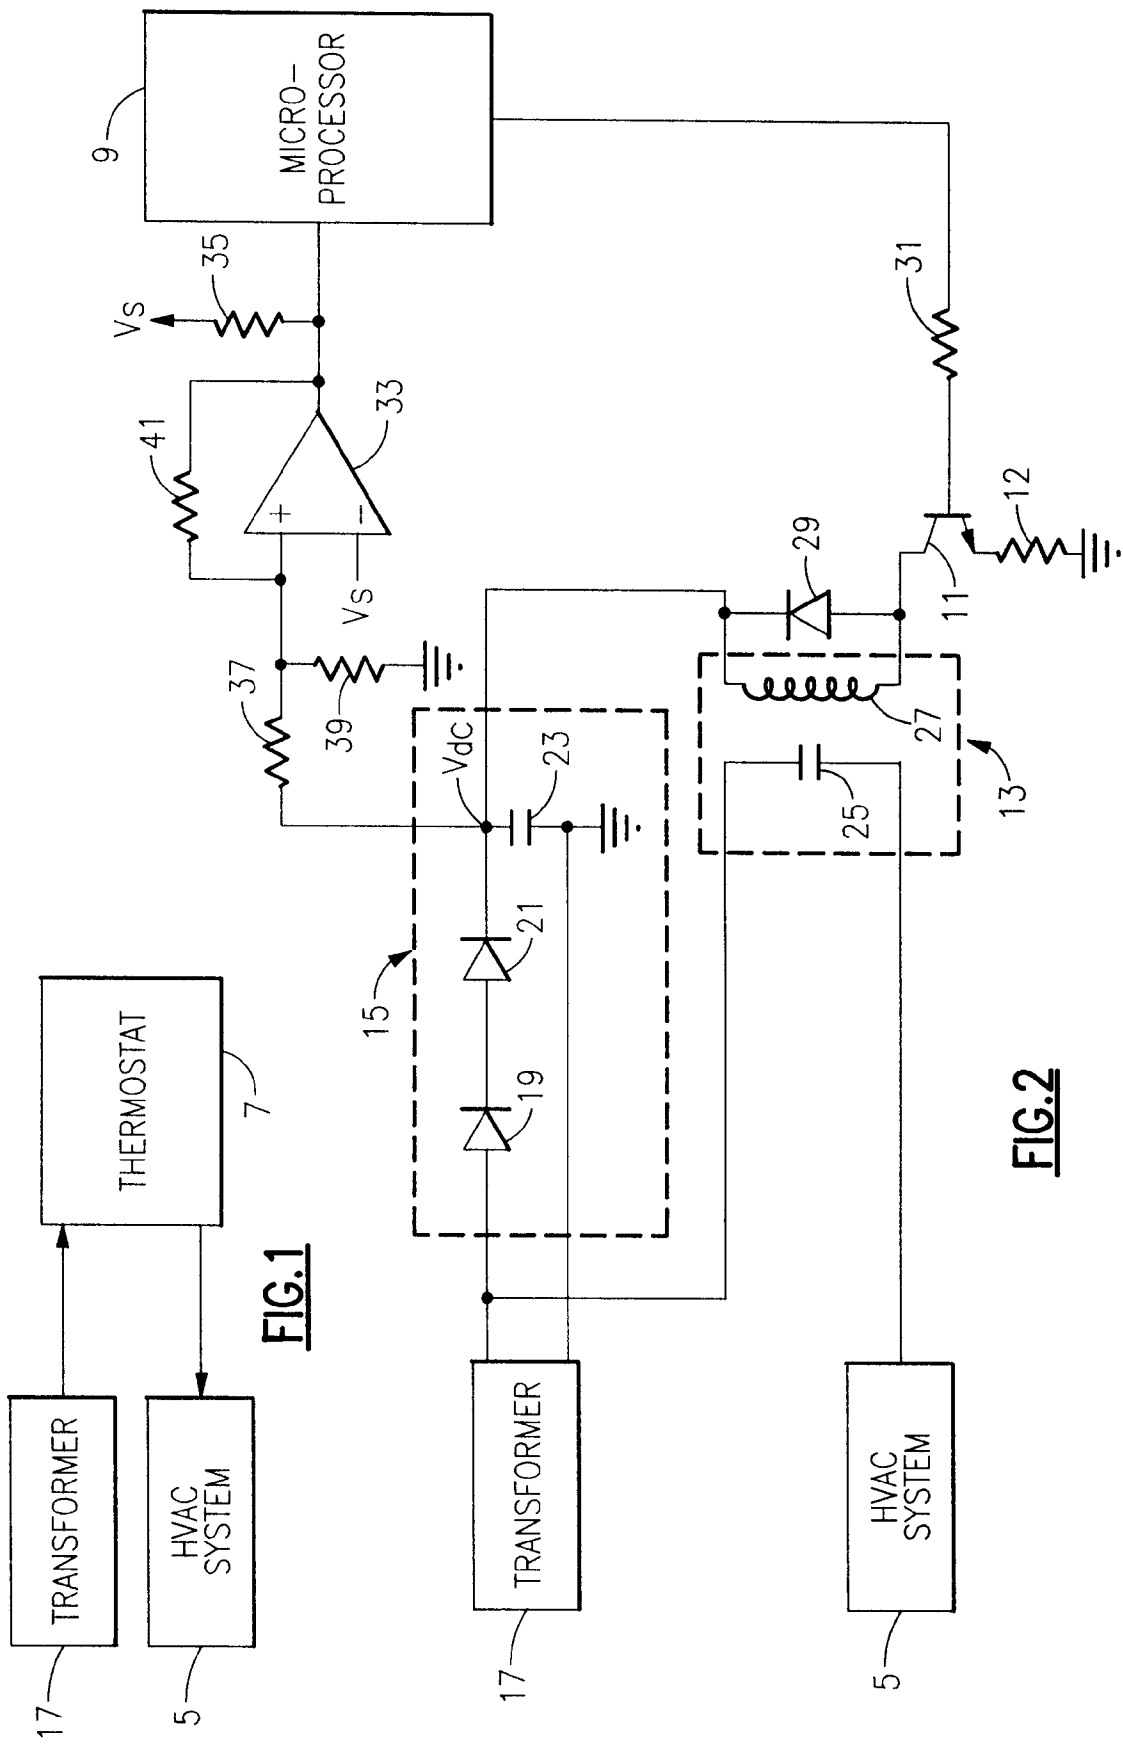 17
TRANSFORMER
5
HVAC
SYSTEM
THERMOSTAT
7
FIG.1
9
MICRO-
PROCESSOR
Vs
35
41
+
-
33
Vs
37
39
15
Vdc
19
21
23
17
TRANSFORMER
29
31
11
12
25
27
13
5
HVAC
SYSTEM
FIG.2